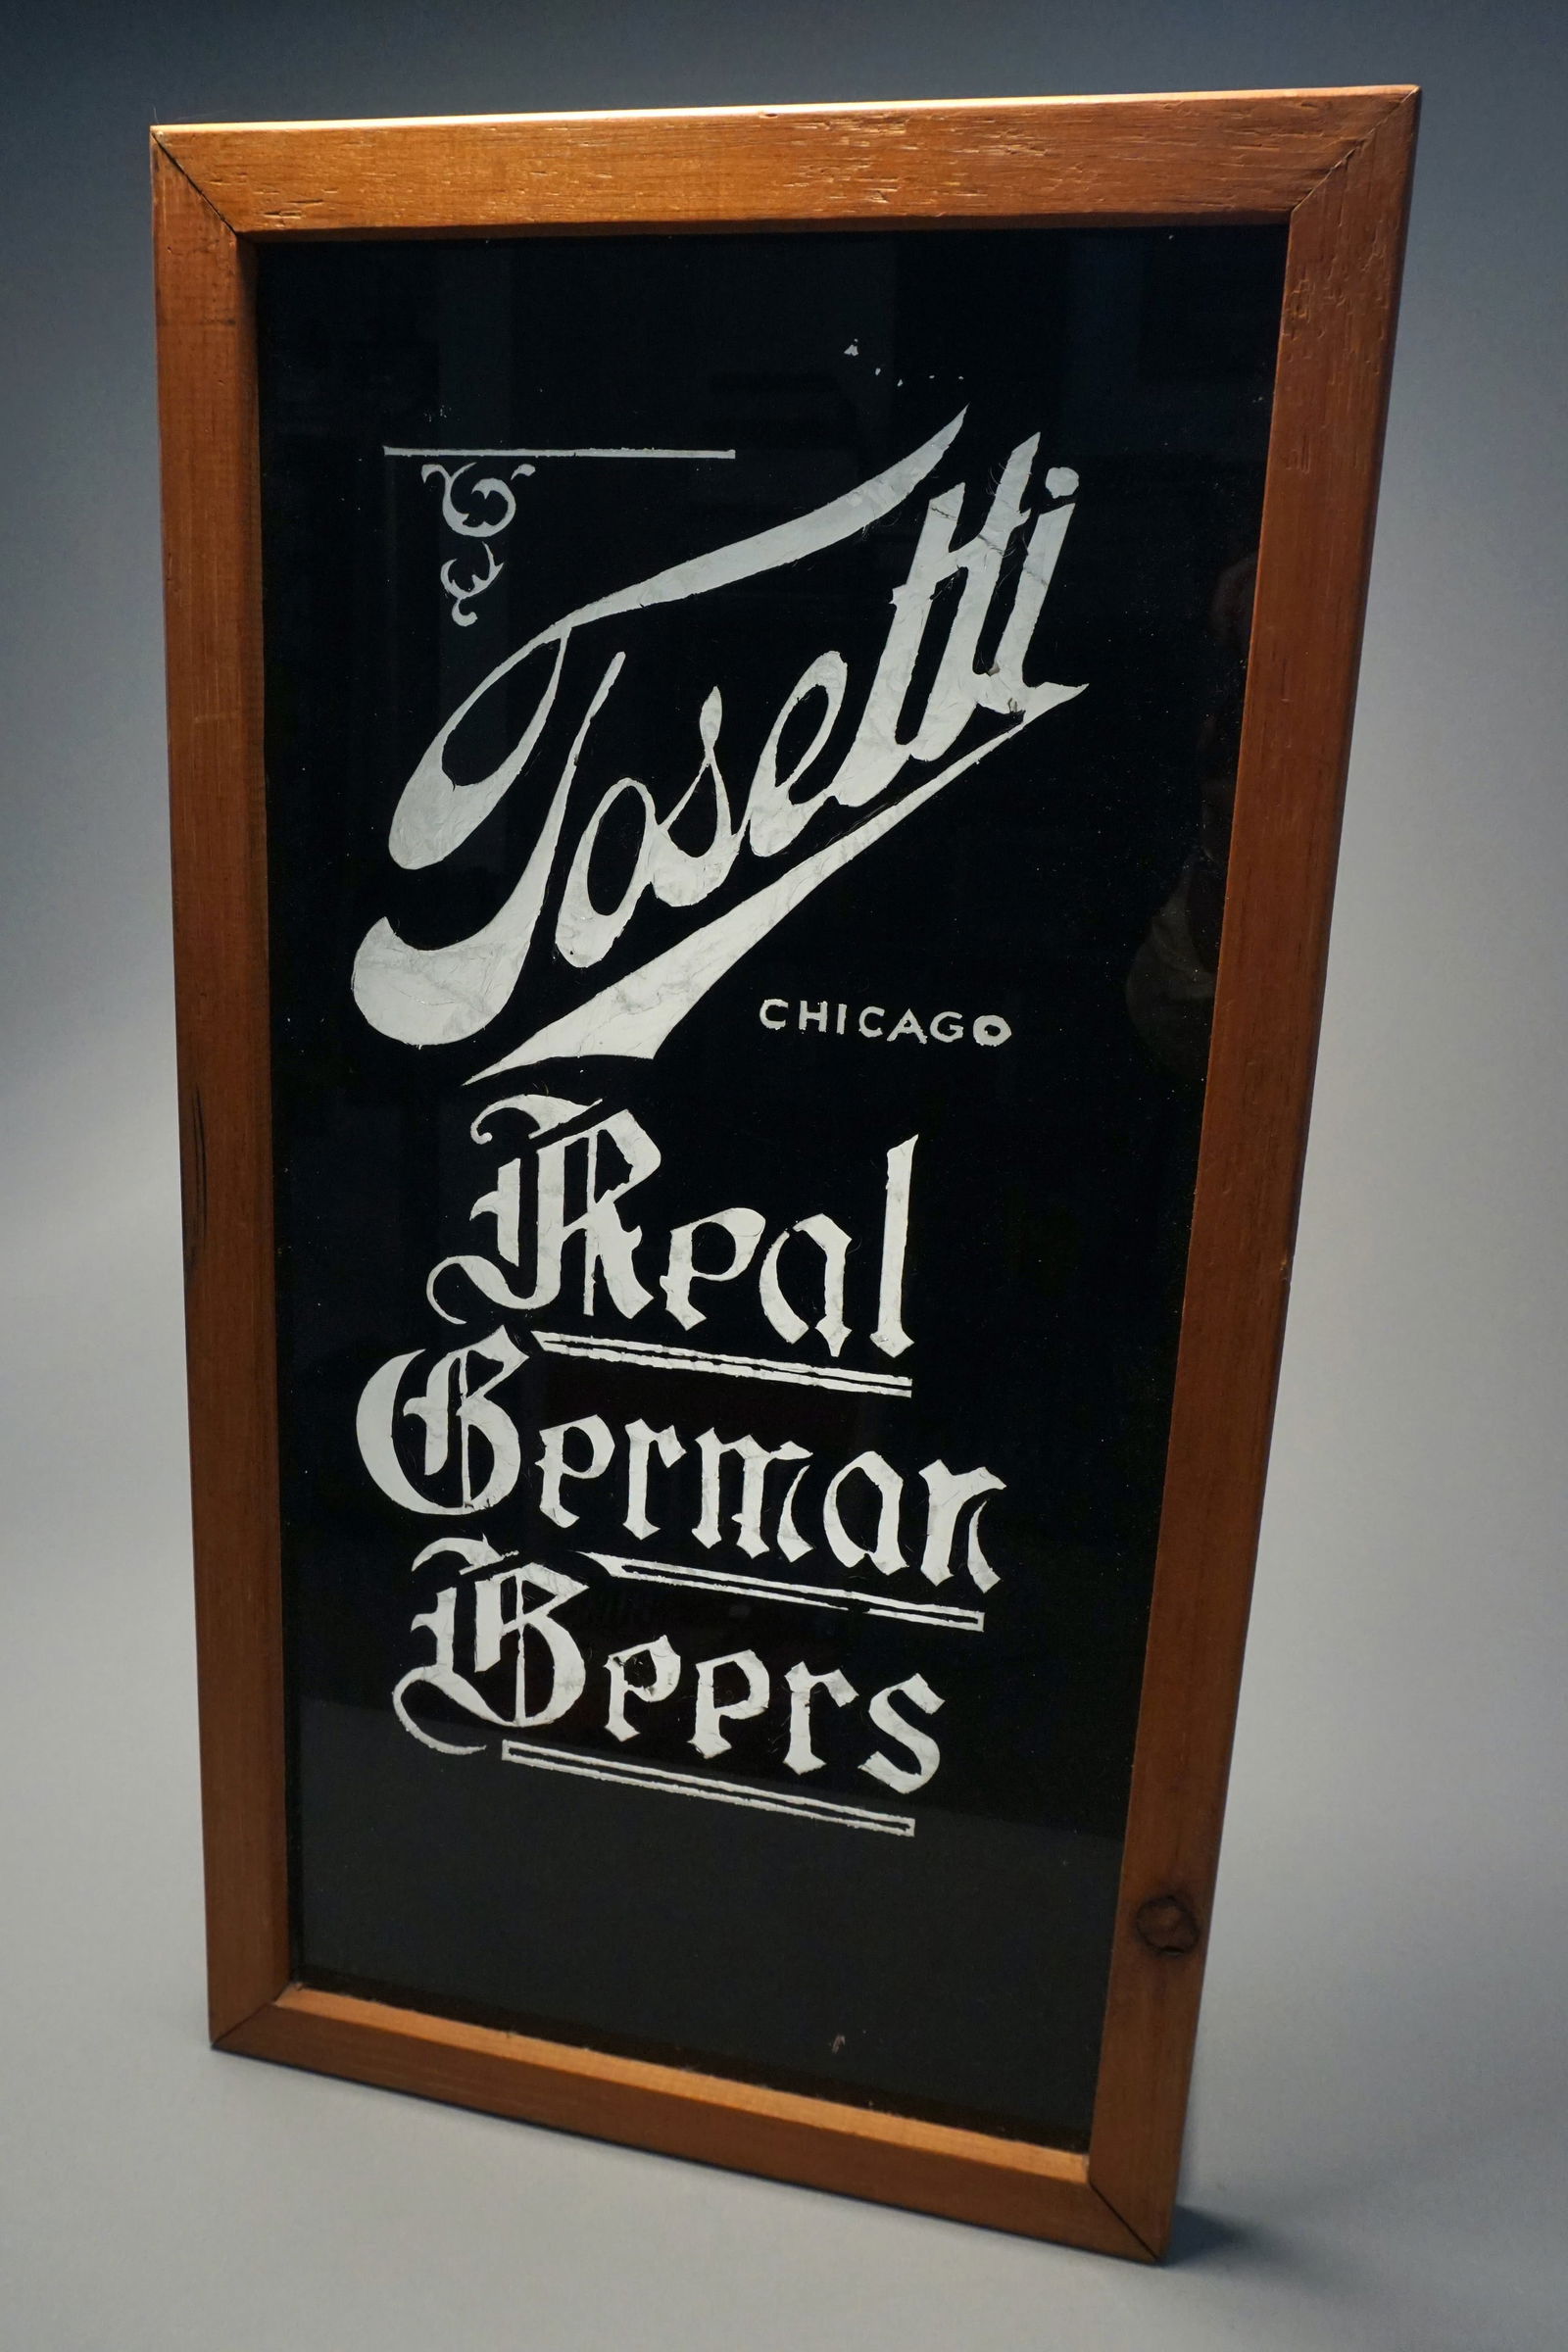 Tosetti
CHICAGO
Real
German
Beers